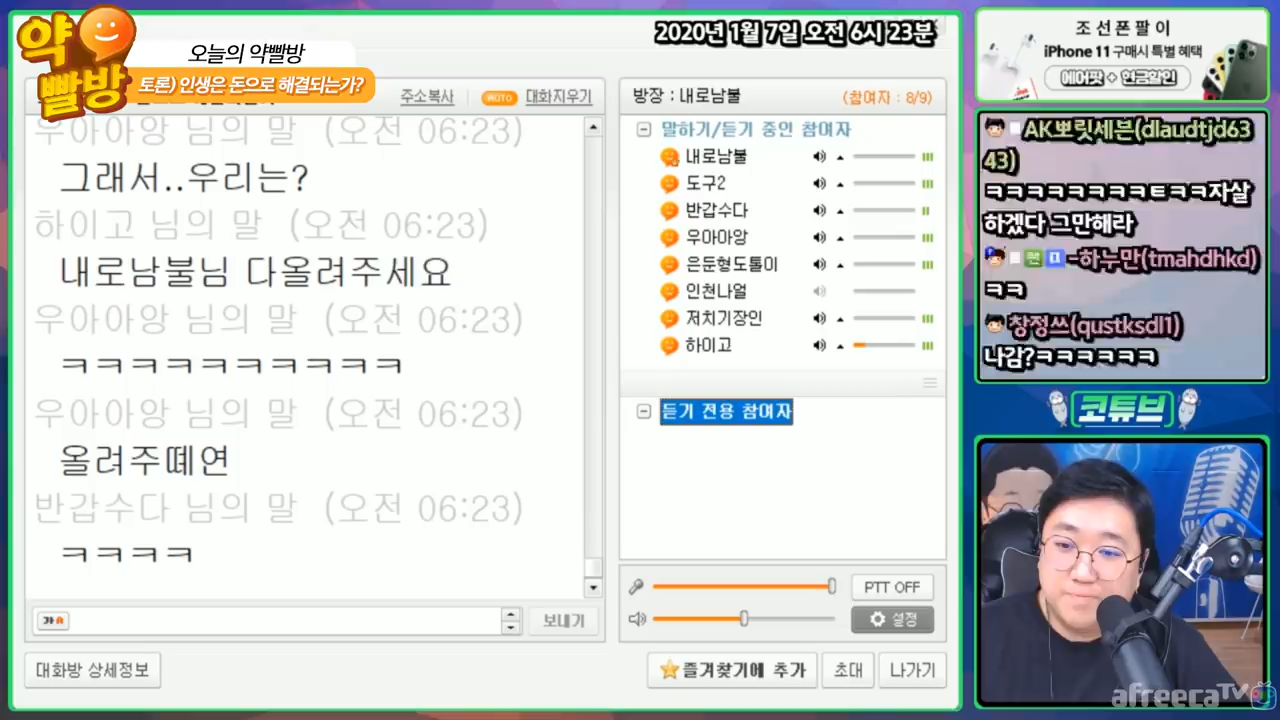 약빨방
오늘의 약빨방
토론) 인생은 돈으로 해결되는가?
2020년 1월 7일 오전 6시 23분
주소복사
AUTO
대화지우기
우아아앙 님의 말 (오전 06:23)
그래서..우리는?
하이고 님의 말 (오전 06:23)
내로남불님 다올려주세요
우아아앙 님의 말 (오전 06:23)
ㅋㅋㅋㅋㅋㅋㅋㅋㅋㅋ
우아아앙 님의 말 (오전 06:23)
올려주떼연
반갑수다 님의 말 (오전 06:23)
ㅋㅋㅋㅋ
가
보내기
대화방 상세정보
방장 : 내로남불
(참여자 : 8/9)
말하기/듣기 중인 참여자
내로남불
도구2
반갑수다
우아아앙
은둔형도톨이
인천나얼
저치기장인
하이고
듣기 전용 참여자
PTT OFF
설정
즐겨찾기에 추가
초대
나가기
조선폰팔이
iPhone 11 구매시 특별 혜택
에어팟 + 현금할인
AK뽀릿세븐(dlaudtjd63
43)
ㅋㅋㅋㅋㅋㅋㅋㅋㅌㅋㅋ자살
하겠다 그만해라
팬
-하누만(tmahdhkd)
ㅋㅋ
창정쓰(qustksdl1)
나감?ㅋㅋㅋㅋㅋㅋ
코튜브
afreecaTV